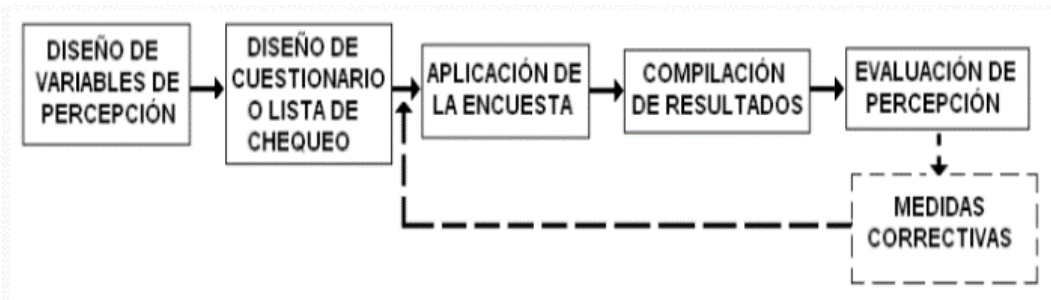 DISEÑO DE
VARIABLES DE
PERCEPCIÓN
DISEÑO DE
CUESTIONARIO
O LISTA DE
CHEQUEO
APLICACIÓN DE
LA ENCUESTA
COMPILACIÓN
DE RESULTADOS
EVALUACIÓN DE
PERCEPCIÓN
MEDIDAS
CORRECTIVAS